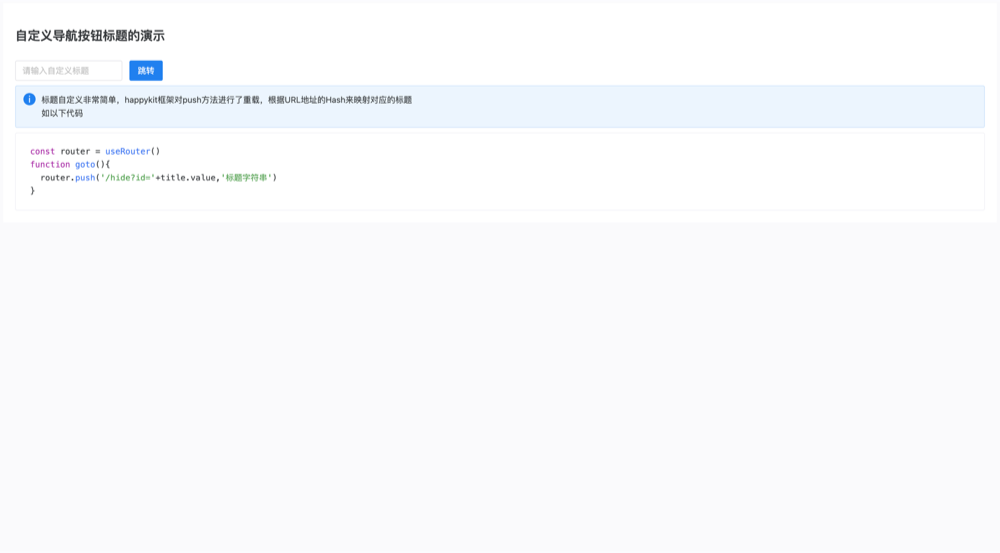 自定义导航按钮标题的演示
请输入自定义标题
跳转
标题自定义非常简单，happykit框架对push方法进行了重载，根据URL地址的Hash来映射对应的标题
如以下代码
const router = useRouter()
function goto(){
  router.push('/hide?id='+title.value,'标题字符串')
}